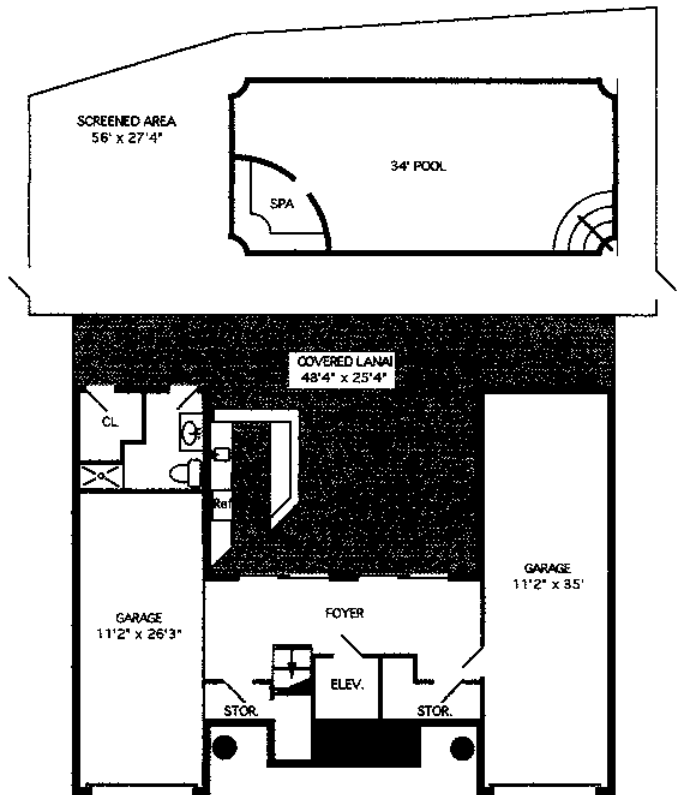 SCREENED AREA
56' x 27'4"
34' POOL
SPA
COVERED LANAI
48'4" x 25'4"
CL
Ref
GARAGE
11'2" x 35'
GARAGE
11'2" x 26'3"
FOYER
ELEV.
STOR.
STOR.